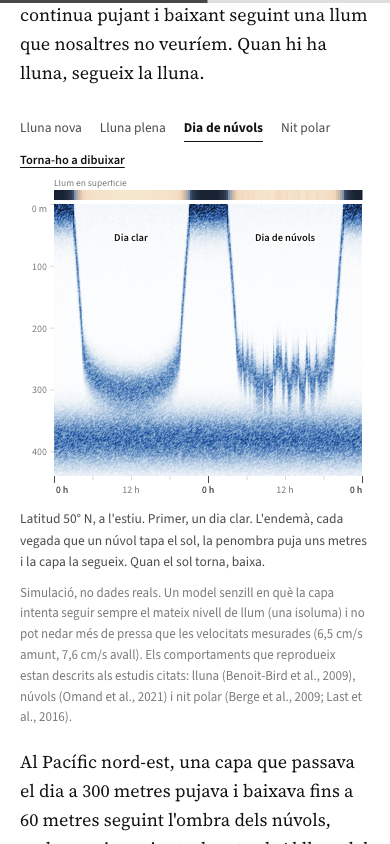 continua pujant i baixant seguint una llum
que nosaltres no veuríem. Quan hi ha
lluna, segueix la lluna.
Lluna nova Lluna plena Dia de núvols Nit polar
Torna-ho a dibuixar
Llum en superfície
0 m
Dia clar
Dia de núvols
100
200
300
400
0 h
12 h
0 h
12 h
0 h
Latitud 50° N, a l'estiu. Primer, un dia clar. L'endemà, cada
vegada que un núvol tapa el sol, la penombra puja uns metres
i la capa la segueix. Quan el sol torna, baixa.
Simulació, no dades reals. Un model senzill en què la capa
intenta seguir sempre el mateix nivell de llum (una isoluma) i no
pot nedar més de pressa que les velocitats mesurades (6,5 cm/s
amunt, 7,6 cm/s avall). Els comportaments que reprodueix
estan descrits als estudis citats: lluna (Benoit-Bird et al., 2009),
núvols (Omand et al., 2021) i nit polar (Berge et al., 2009; Last et
al., 2016).
Al Pacífic nord-est, una capa que passava
el dia a 300 metres pujava i baixava fins a
60 metres seguint l'ombra dels núvols,